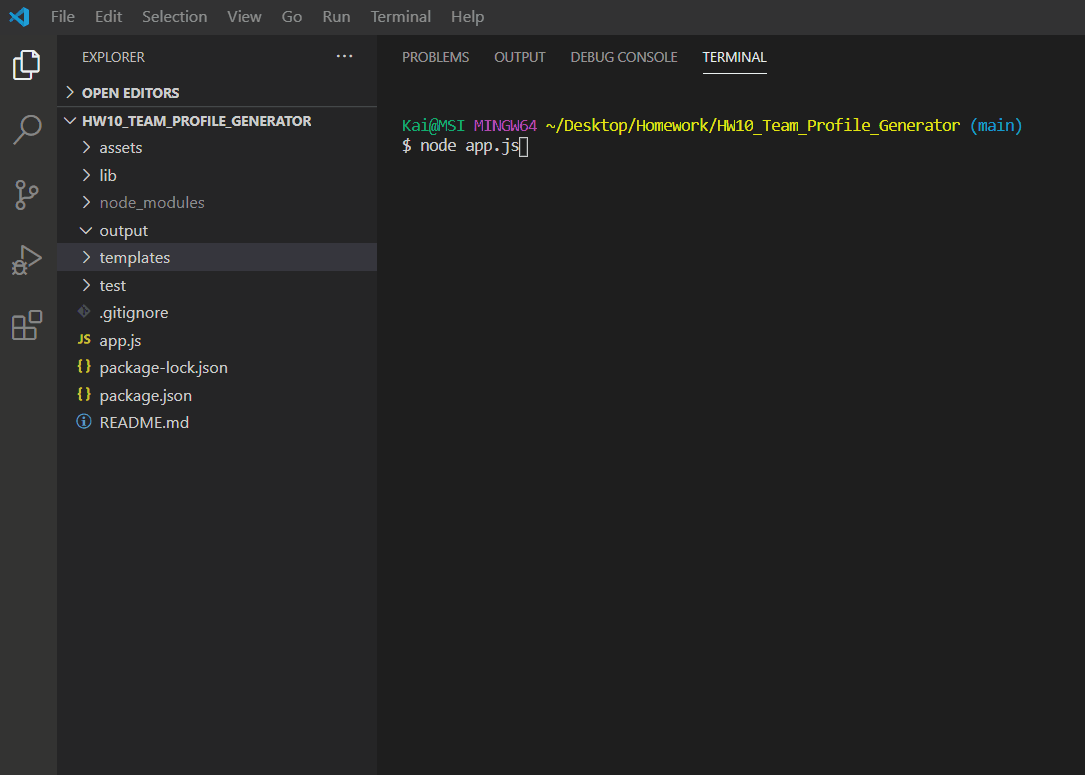 File Edit Selection View Go Run Terminal Help
EXPLORER ...
OPEN EDITORS
HW10_TEAM_PROFILE_GENERATOR
assets
lib
node_modules
output
templates
test
.gitignore
JS app.js
{} package-lock.json
{} package.json
README.md
PROBLEMS OUTPUT DEBUG CONSOLE TERMINAL
Kai@MSI MINGW64 ~/Desktop/Homework/HW10_Team_Profile_Generator (main)
$ node app.js